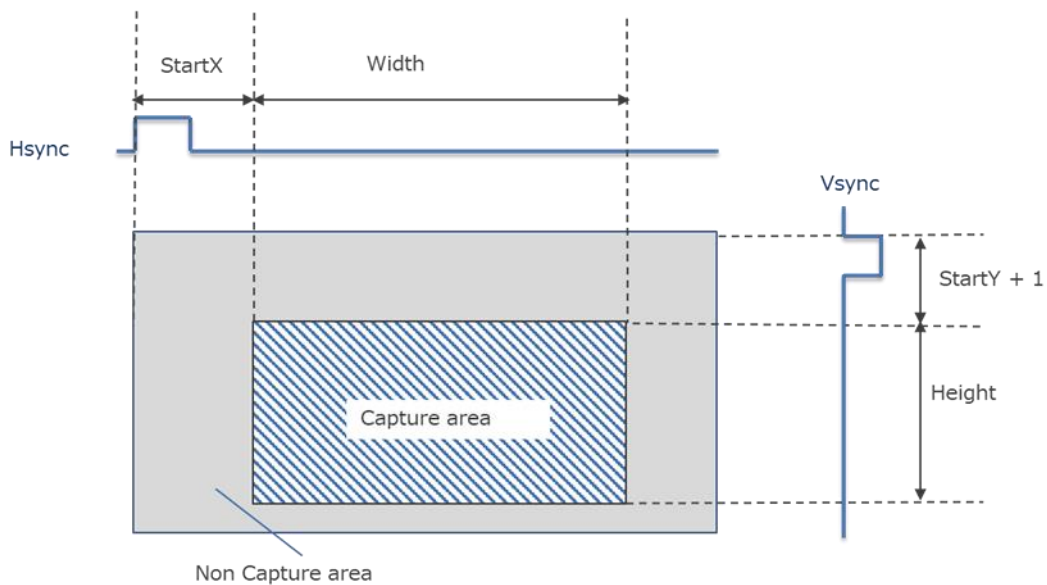 StartX
Width
Hsync
Vsync
StartY + 1
Height
Capture area
Non Capture area